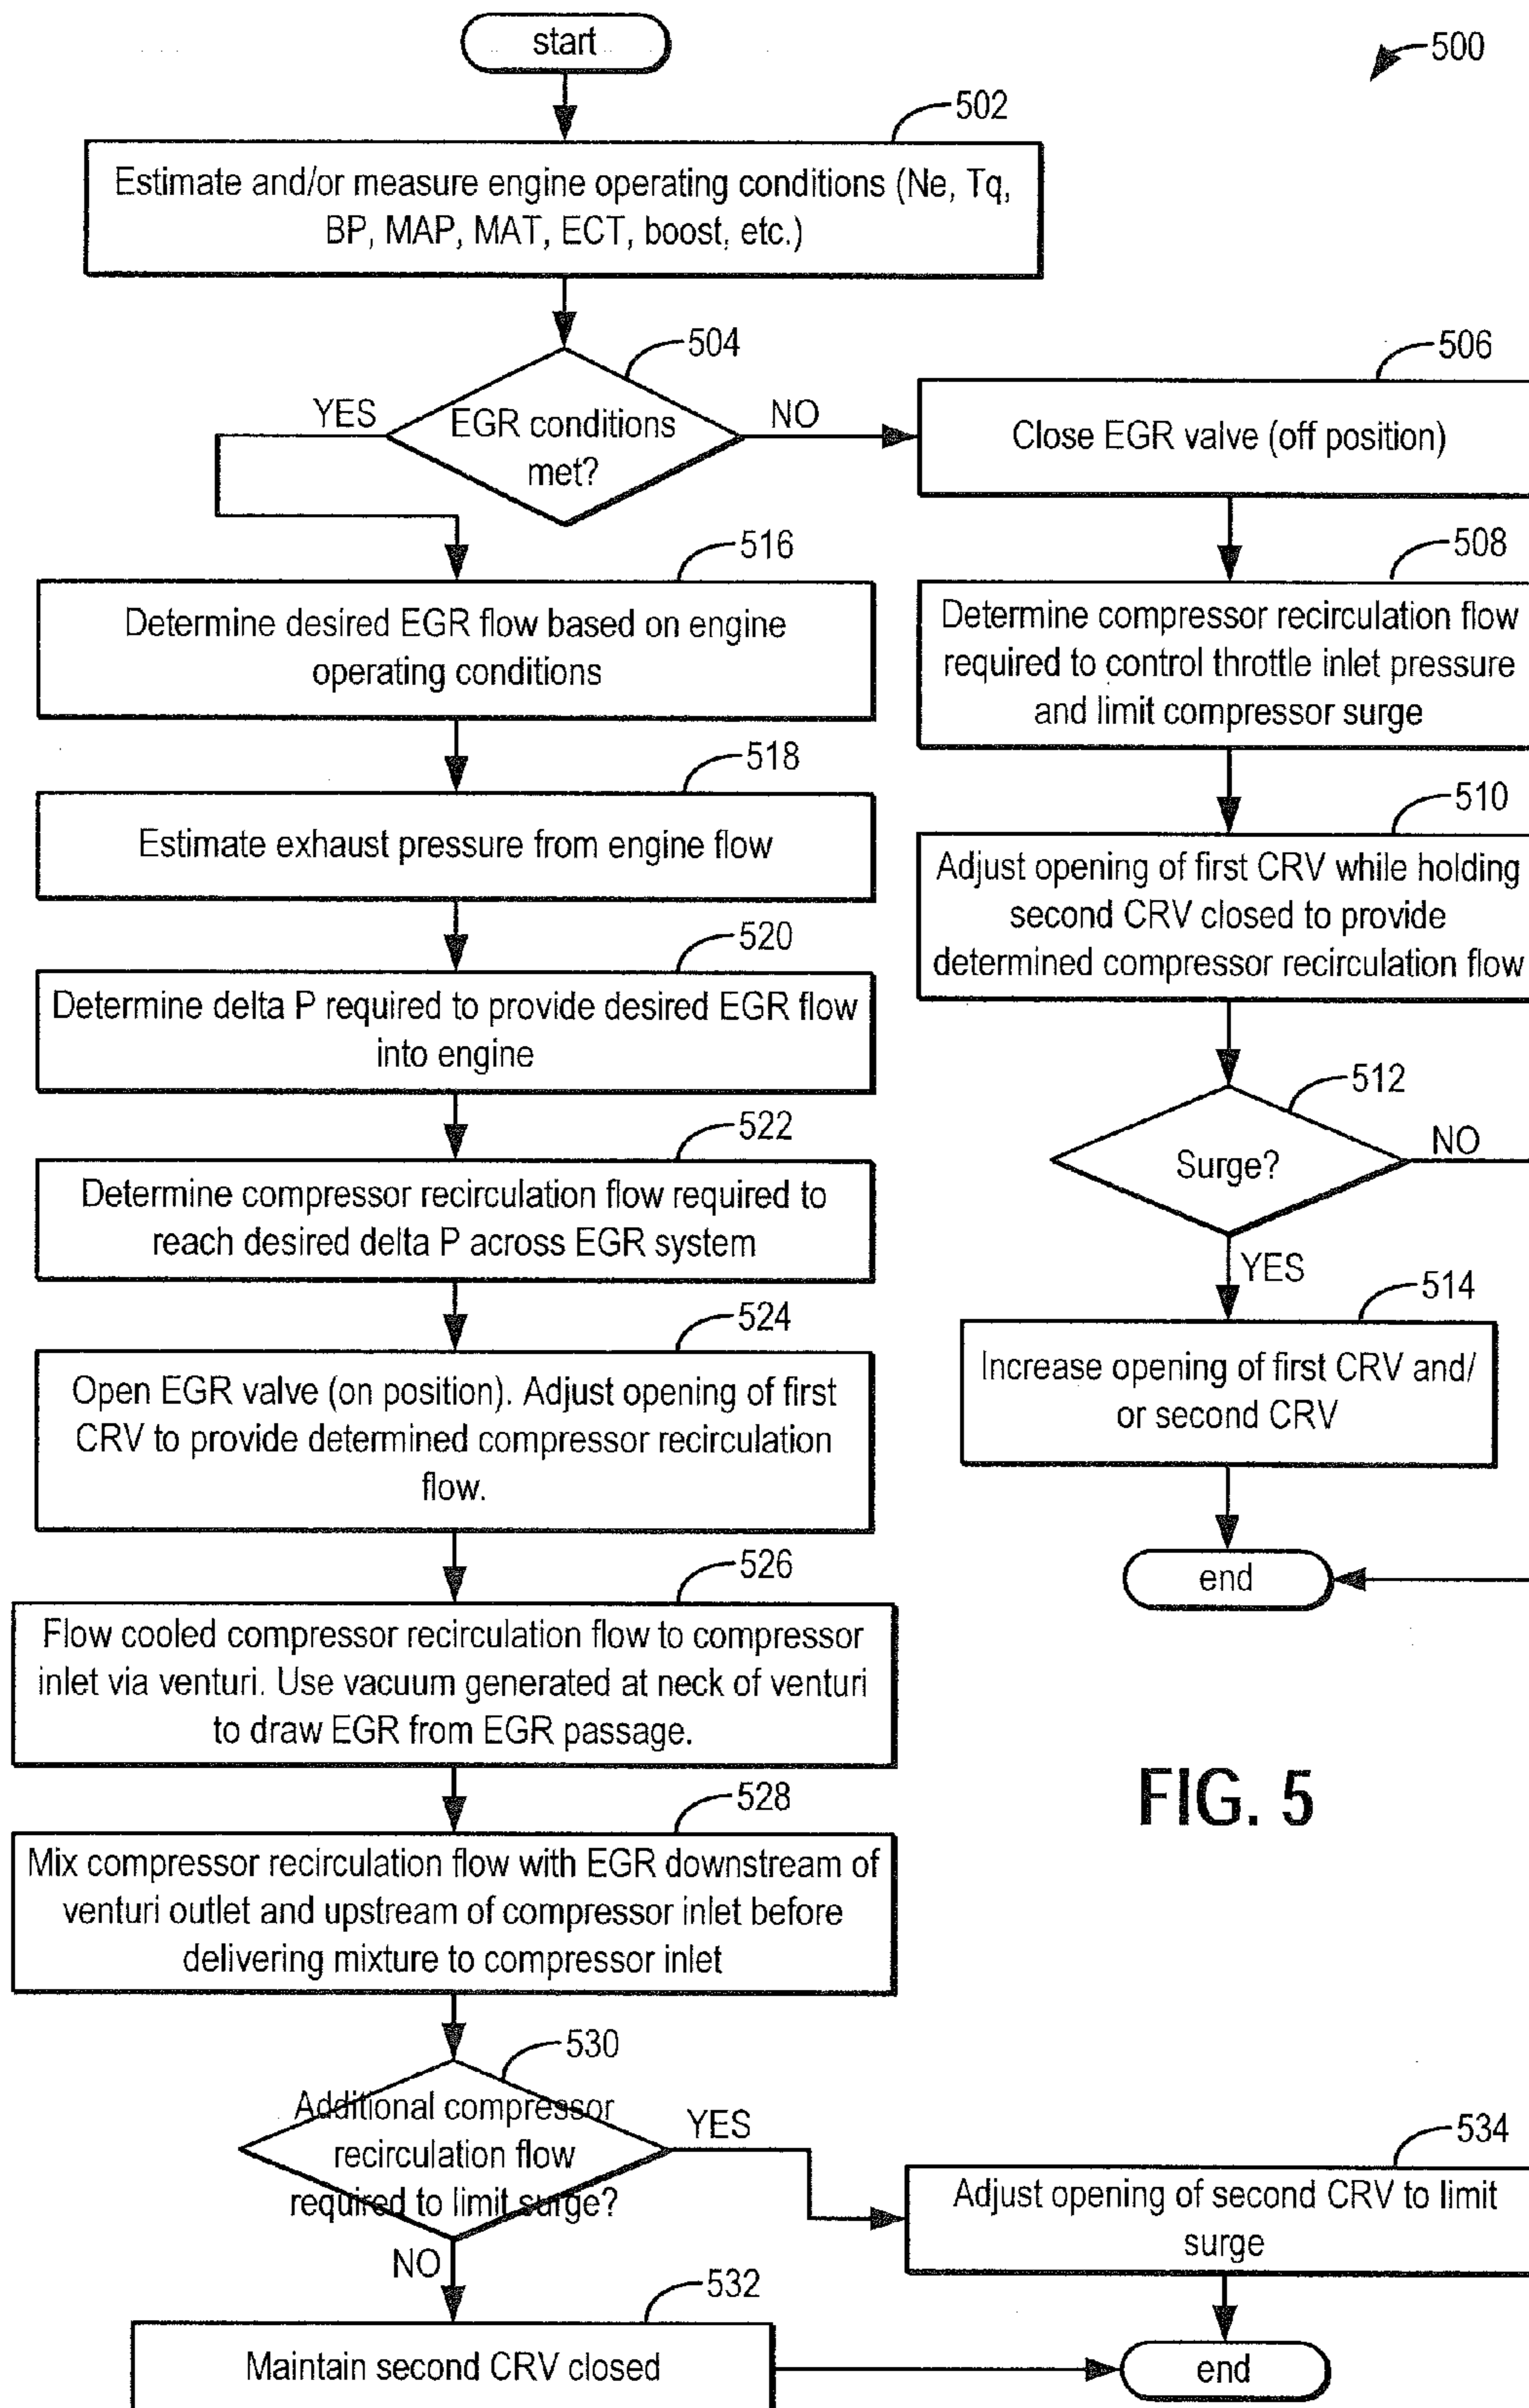 start
500
502
Estimate and/or measure engine operating conditions (Ne, Tq,
BP, MAP, MAT, ECT, boost, etc.)
504
EGR conditions
met?
YES
NO
506
Close EGR valve (off position)
508
Determine compressor recirculation flow
required to control throttle inlet pressure
and limit compressor surge
510
Adjust opening of first CRV while holding
second CRV closed to provide
determined compressor recirculation flow
512
Surge?
NO
YES
514
Increase opening of first CRV and/
or second CRV
end
516
Determine desired EGR flow based on engine
operating conditions
518
Estimate exhaust pressure from engine flow
520
Determine delta P required to provide desired EGR flow
into engine
522
Determine compressor recirculation flow required to
reach desired delta P across EGR system
524
Open EGR valve (on position). Adjust opening of first
CRV to provide determined compressor recirculation
flow.
526
Flow cooled compressor recirculation flow to compressor
inlet via venturi. Use vacuum generated at neck of venturi
to draw EGR from EGR passage.
528
Mix compressor recirculation flow with EGR downstream of
venturi outlet and upstream of compressor inlet before
delivering mixture to compressor inlet
530
Additional compressor
recirculation flow
required to limit surge?
YES
NO
532
Maintain second CRV closed
534
Adjust opening of second CRV to limit
surge
end
FIG. 5